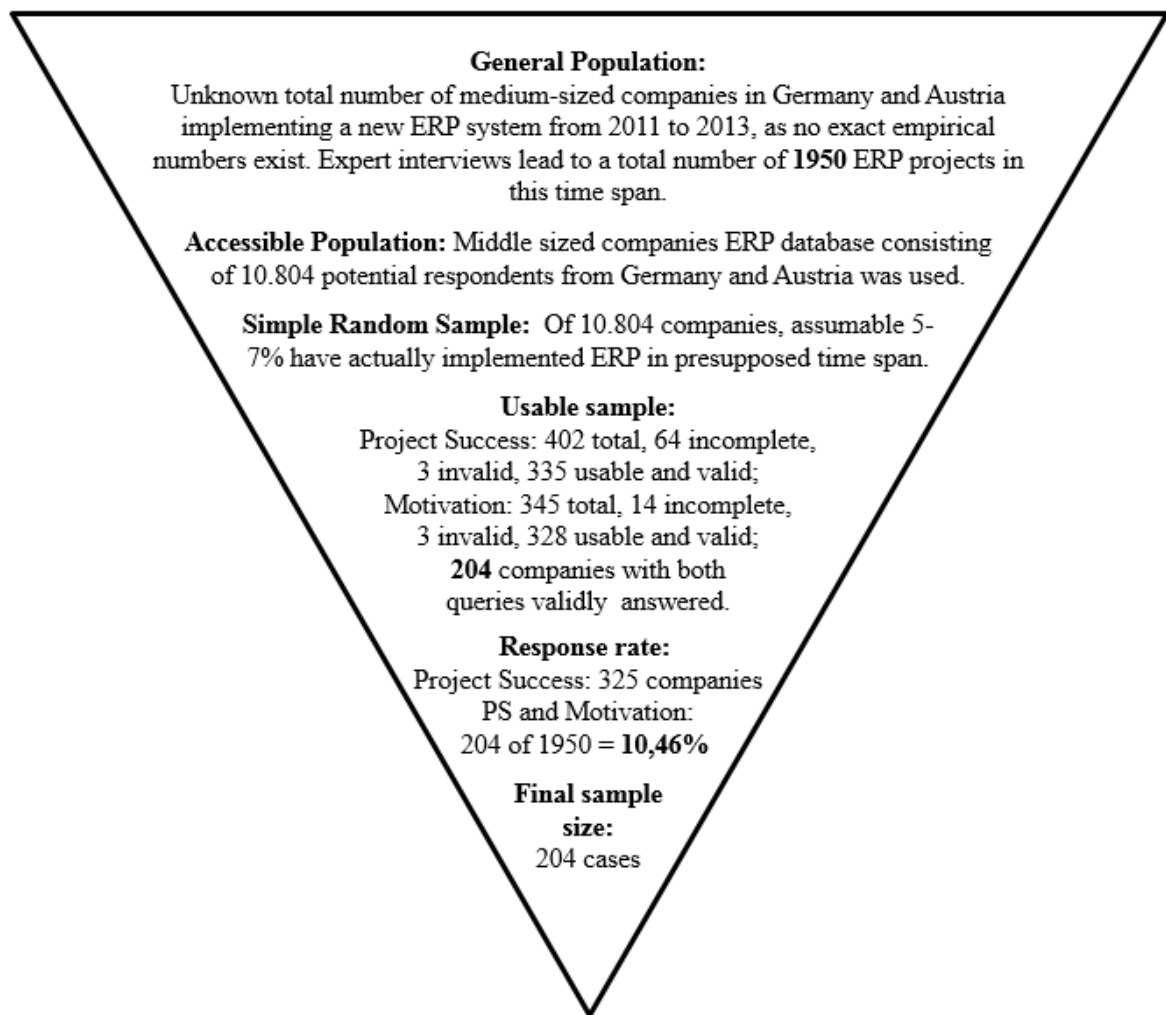 General Population:
Unknown total number of medium-sized companies in Germany and Austria
implementing a new ERP system from 2011 to 2013, as no exact empirical
numbers exist. Expert interviews lead to a total number of 1950 ERP projects in
this time span.
Accessible Population: Middle sized companies ERP database consisting
of 10.804 potential respondents from Germany and Austria was used.
Simple Random Sample: Of 10.804 companies, assumable 5-
7% have actually implemented ERP in presupposed time span.
Usable sample:
Project Success: 402 total, 64 incomplete,
3 invalid, 335 usable and valid;
Motivation: 345 total, 14 incomplete,
3 invalid, 328 usable and valid;
204 companies with both
queries validly answered.
Response rate:
Project Success: 325 companies
PS and Motivation:
204 of 1950 = 10,46%
Final sample
size:
204 cases